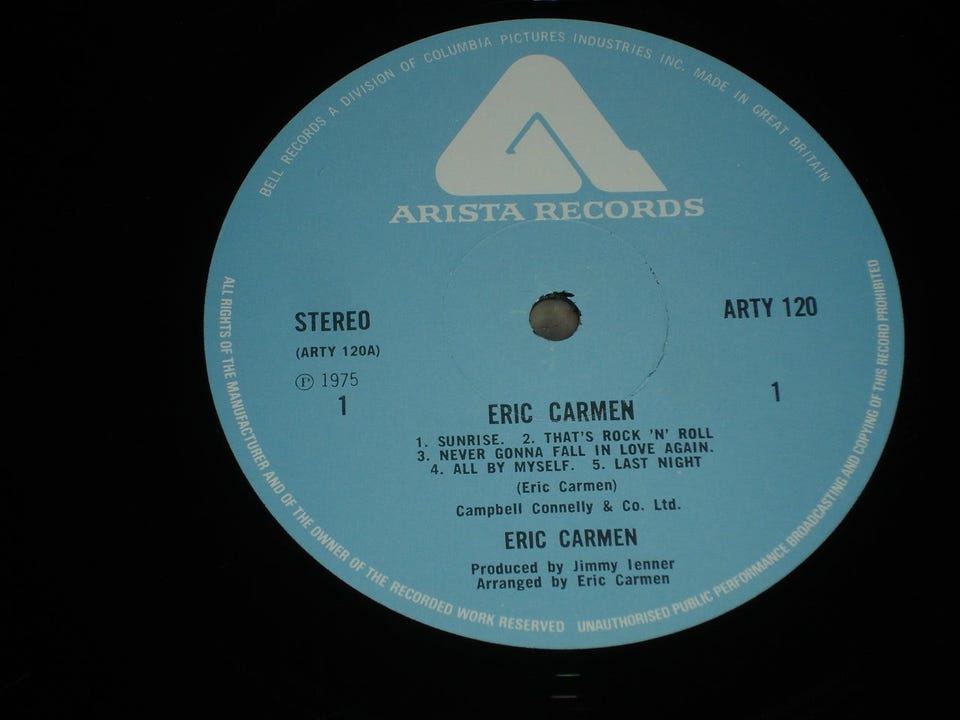 BELL RECORDS A DIVISION OF COLUMBIA PICTURES INDUSTRIES INC. MADE IN GREAT BRITAIN
ARISTA RECORDS
STEREO
ARTY 120
(ARTY 120A)
Ⓟ 1975
1
1
ERIC CARMEN
1. SUNRISE. 2. THAT'S ROCK 'N' ROLL
3. NEVER GONNA FALL IN LOVE AGAIN.
4. ALL BY MYSELF. 5. LAST NIGHT
(Eric Carmen)
Campbell Connelly & Co. Ltd.
ERIC CARMEN
Produced by Jimmy Ienner
Arranged by Eric Carmen
ALL RIGHTS OF THE MANUFACTURER AND OF THE OWNER OF THE RECORDED WORK RESERVED UNAUTHORISED PUBLIC PERFORMANCE BROADCASTING AND COPYING OF THIS RECORD PROHIBITED